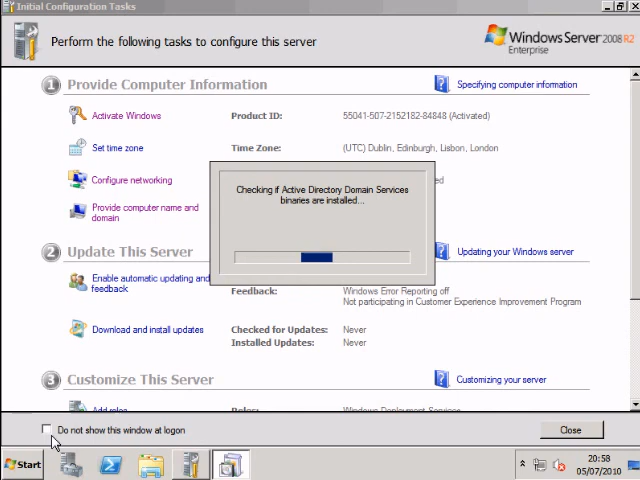 Initial Configuration Tasks
Perform the following tasks to configure this server
Windows Server 2008 R2
Enterprise
1 Provide Computer Information
Specifying computer information
Activate Windows
Product ID:
55041-507-2152182-84848 (Activated)
Set time zone
Time Zone:
(UTC) Dublin, Edinburgh, Lisbon, London
Configure networking
Checking if Active Directory Domain Services
binaries are installed...
Provide computer name and
domain
2 Update This Server
Updating your Windows server
Enable automatic updating and
feedback
Feedback:
Windows Error Reporting off
Not participating in Customer Experience Improvement Program
Download and install updates
Checked for Updates:
Never
Installed Updates:
Never
3 Customize This Server
Customizing your server
Add roles
Roles:
Do not show this window at logon
Close
Start
20:58
05/07/2010